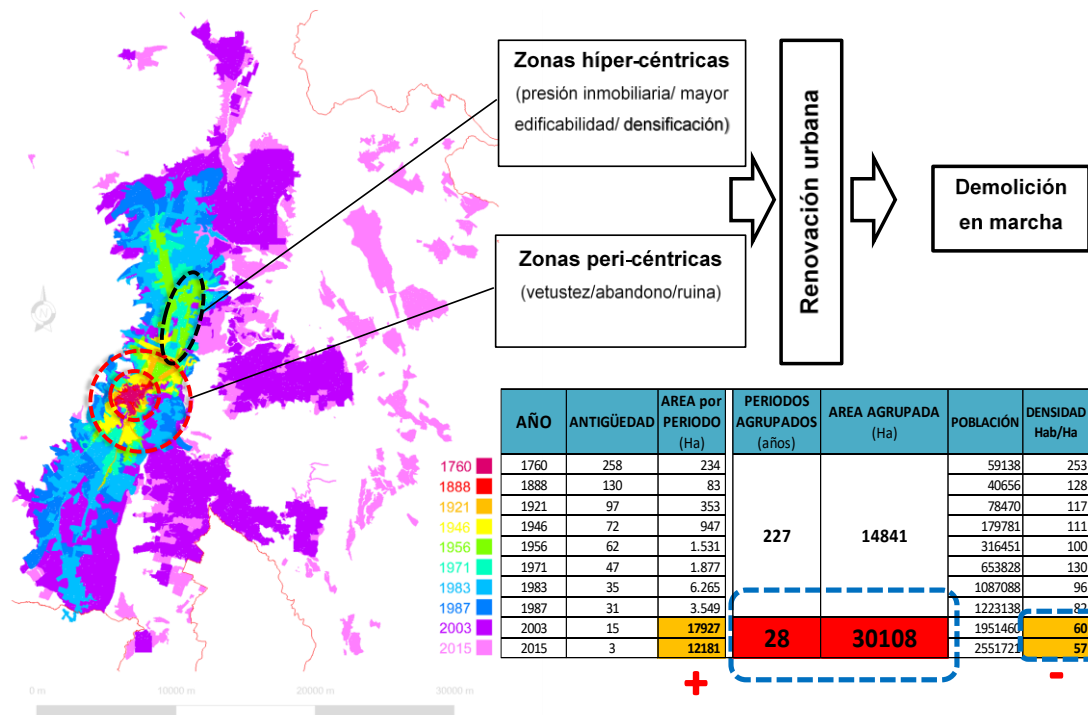 Zonas híper-céntricas
(presión inmobiliaria/ mayor
edificabilidad/ densificación)
Zonas peri-céntricas
(vetustez/abandono/ruina)
Renovación urbana
Demolición
en marcha
N
1760
1888
1921
1946
1956
1971
1983
1987
2003
2015
AÑO ANTIGÜEDAD AREA por PERIODO (Ha) PERIODOS AGRUPADOS (años) AREA AGRUPADA (Ha) POBLACIÓN DENSIDAD Hab/Ha
1760 258 234 59138 253
1888 130 83 40656 128
1921 97 353 78470 117
1946 72 947 179781 111
1956 62 1.531 227 14841 316451 100
1971 47 1.877 653828 130
1983 35 6.265 1087088 96
1987 31 3.549 1223138 82
2003 15 17927 28 30108 1951460 60
2015 3 12181 2551721 57
+ -
0 m 10000 m 20000 m 30000 m